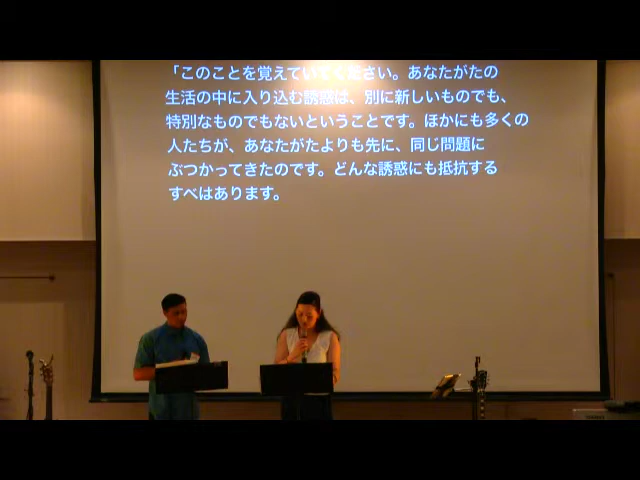 「このことを覚えていてください。あなたがたの
生活の中に入り込む誘惑は、別に新しいものでも、
特別なものでもないということです。ほかにも多くの
人たちが、あなたがたよりも先に、同じ問題に
ぶつかってきたのです。どんな誘惑にも抵抗する
すべはあります。